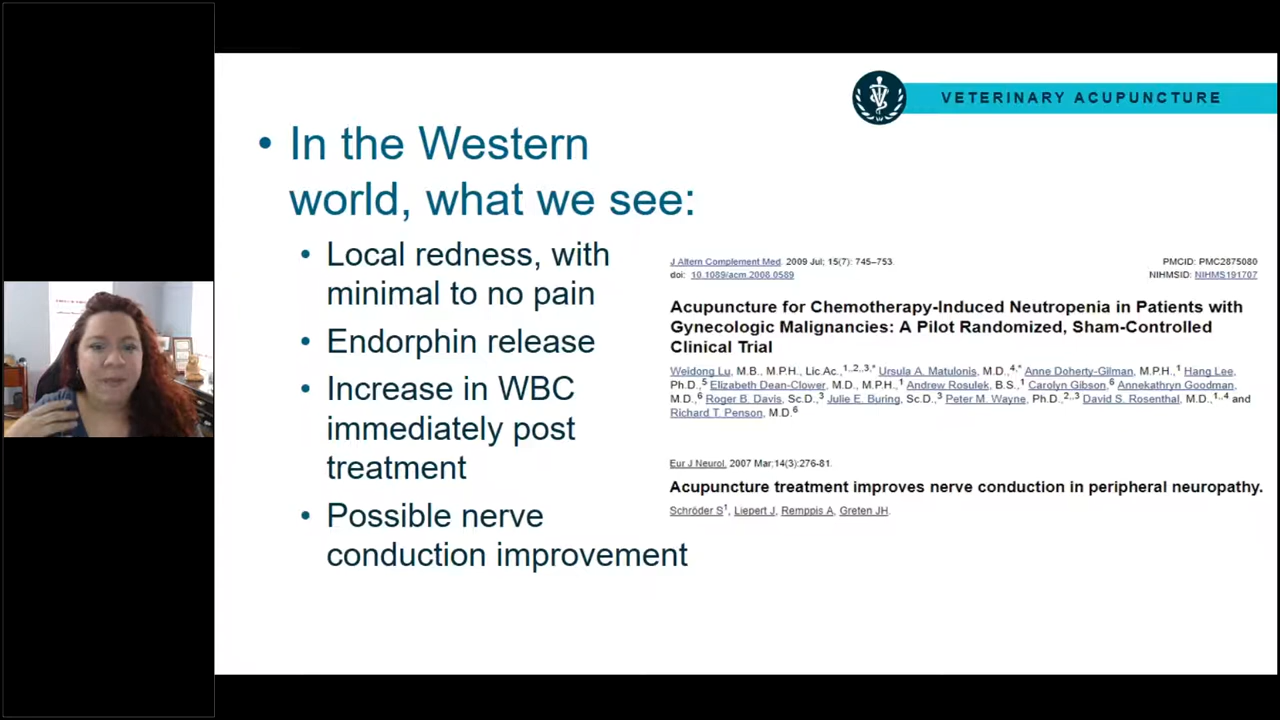 VETERINARY ACUPUNCTURE
• In the Western
world, what we see:
• Local redness, with
minimal to no pain
• Endorphin release
• Increase in WBC
immediately post
treatment
• Possible nerve
conduction improvement
J Altern Complement Med. 2009 Jul; 15(7): 745–753.
PMCID: PMC2875080
doi: 10.1089/acm.2008.0589
NIHMSID: NIHMS191707
Acupuncture for Chemotherapy-Induced Neutropenia in Patients with
Gynecologic Malignancies: A Pilot Randomized, Sham-Controlled
Clinical Trial
Weidong Lu, M.B., M.P.H., Lic.Ac.,1,,2,,3,* Ursula A. Matulonis, M.D.,4,* Anne Doherty-Gilman, M.P.H.,1 Hang Lee,
Ph.D.,5 Elizabeth Dean-Clower, M.D., M.P.H.,1 Andrew Rosulek, B.S.,1 Carolyn Gibson,6 Annekathryn Goodman,
M.D.,6 Roger B. Davis, Sc.D.,3 Julie E. Buring, Sc.D.,3 Peter M. Wayne, Ph.D.,2,,3 David S. Rosenthal, M.D.,1,,4 and
Richard T. Penson, M.D.6
Eur J Neurol. 2007 Mar;14(3):276-81.
Acupuncture treatment improves nerve conduction in peripheral neuropathy.
Schröder S1, Liepert J, Remppis A, Greten JH.